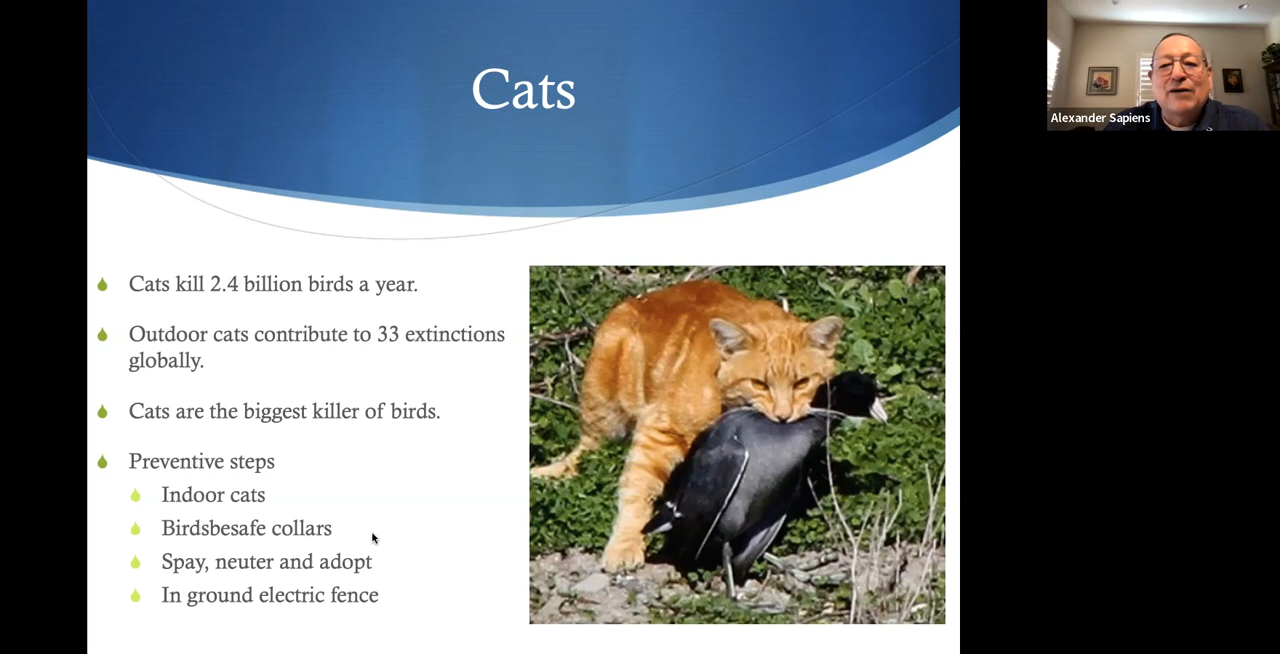 Cats
Alexander Sapiens
Cats kill 2.4 billion birds a year.
Outdoor cats contribute to 33 extinctions
globally.
Cats are the biggest killer of birds.
Preventive steps
Indoor cats
Birdsbesafe collars
Spay, neuter and adopt
In ground electric fence